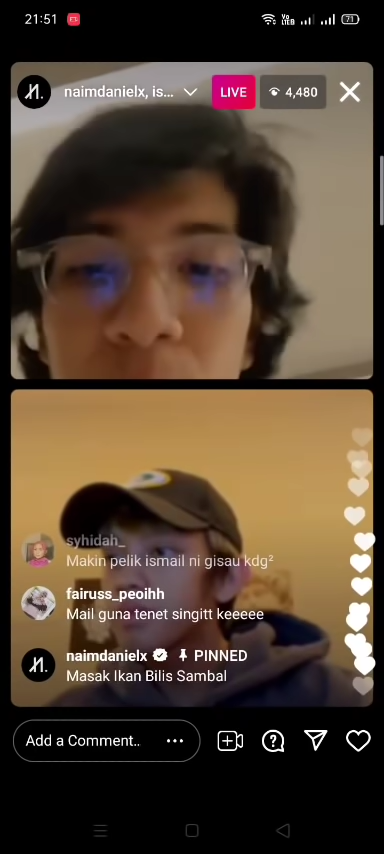 21:51
71
naimdanielx, is...
LIVE
4,480
syhidah_
Makin pelik ismail ni gisau kdg²
fairuss_peoihh
Mail guna tenet singitt keeeee
naimdanielx PINNED
Masak Ikan Bilis Sambal
Add a Comment..